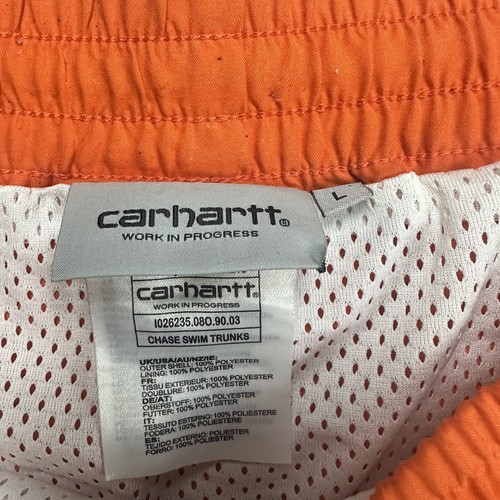 carhartt
WORK IN PROGRESS
L
carhartt
WORK IN PROGRESS
I026235.08O.90.03
CHASE SWIM TRUNKS
UK/USA/AU/NZ/IE:
OUTER SHELL: 100% POLYESTER
LINING: 100% POLYESTER
FR:
TISSU EXTERIEUR: 100% POLYESTER
DOUBLURE: 100% POLYESTER
DE/AT:
OBERSTOFF: 100% POLYESTER
FUTTER: 100% POLYESTER
IT:
TESSUTO ESTERNO: 100% POLIESTERE
FODERA: 100% POLIESTERE
ES:
TEJIDO EXTERNO: 100% POLIESTER